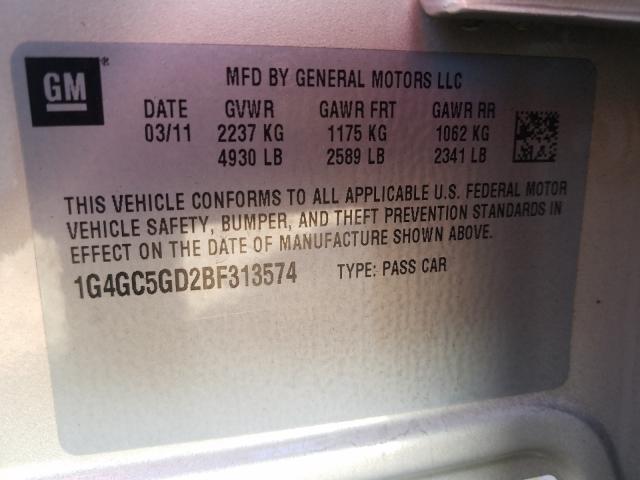 GM®
MFD BY GENERAL MOTORS LLC
DATE GVWR GAWR FRT GAWR RR
03/11 2237 KG 1175 KG 1062 KG
4930 LB 2589 LB 2341 LB
THIS VEHICLE CONFORMS TO ALL APPLICABLE U.S. FEDERAL MOTOR
VEHICLE SAFETY, BUMPER, AND THEFT PREVENTION STANDARDS IN
EFFECT ON THE DATE OF MANUFACTURE SHOWN ABOVE.
1G4GC5GD2BF313574 TYPE: PASS CAR